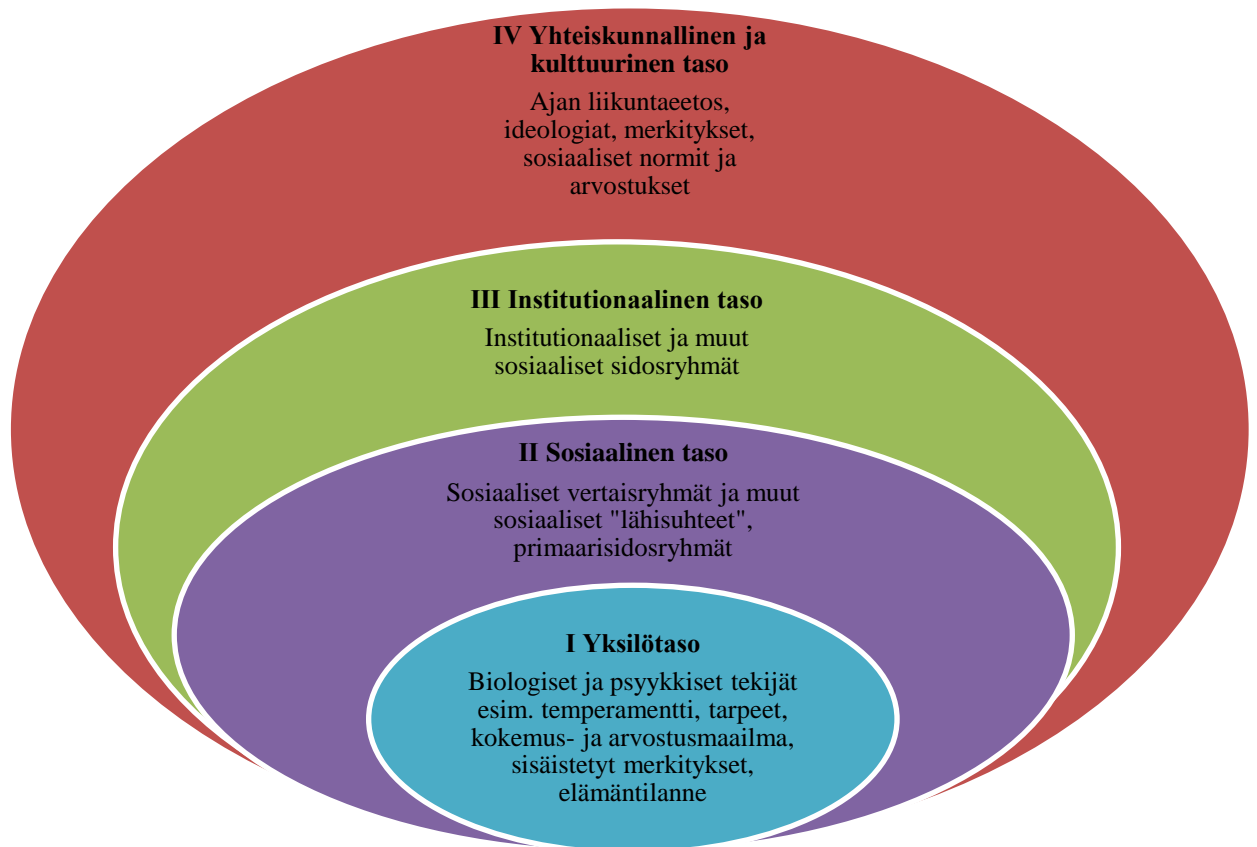 IV Yhteiskunnallinen ja
kulttuurinen taso
Ajan liikuntaeetos,
ideologiat, merkitykset,
sosiaaliset normit ja
arvostukset
III Institutionaalinen taso
Institutionaaliset ja muut
sosiaaliset sidosryhmät
II Sosiaalinen taso
Sosiaaliset vertaisryhmät ja muut
sosiaaliset "lähisuhteet",
primaarisidosryhmät
I Yksilötaso
Biologiset ja psyykkiset tekijät
esim. temperamentti, tarpeet,
kokemus- ja arvostusmaailma,
sisäistetyt merkitykset,
elämäntilanne